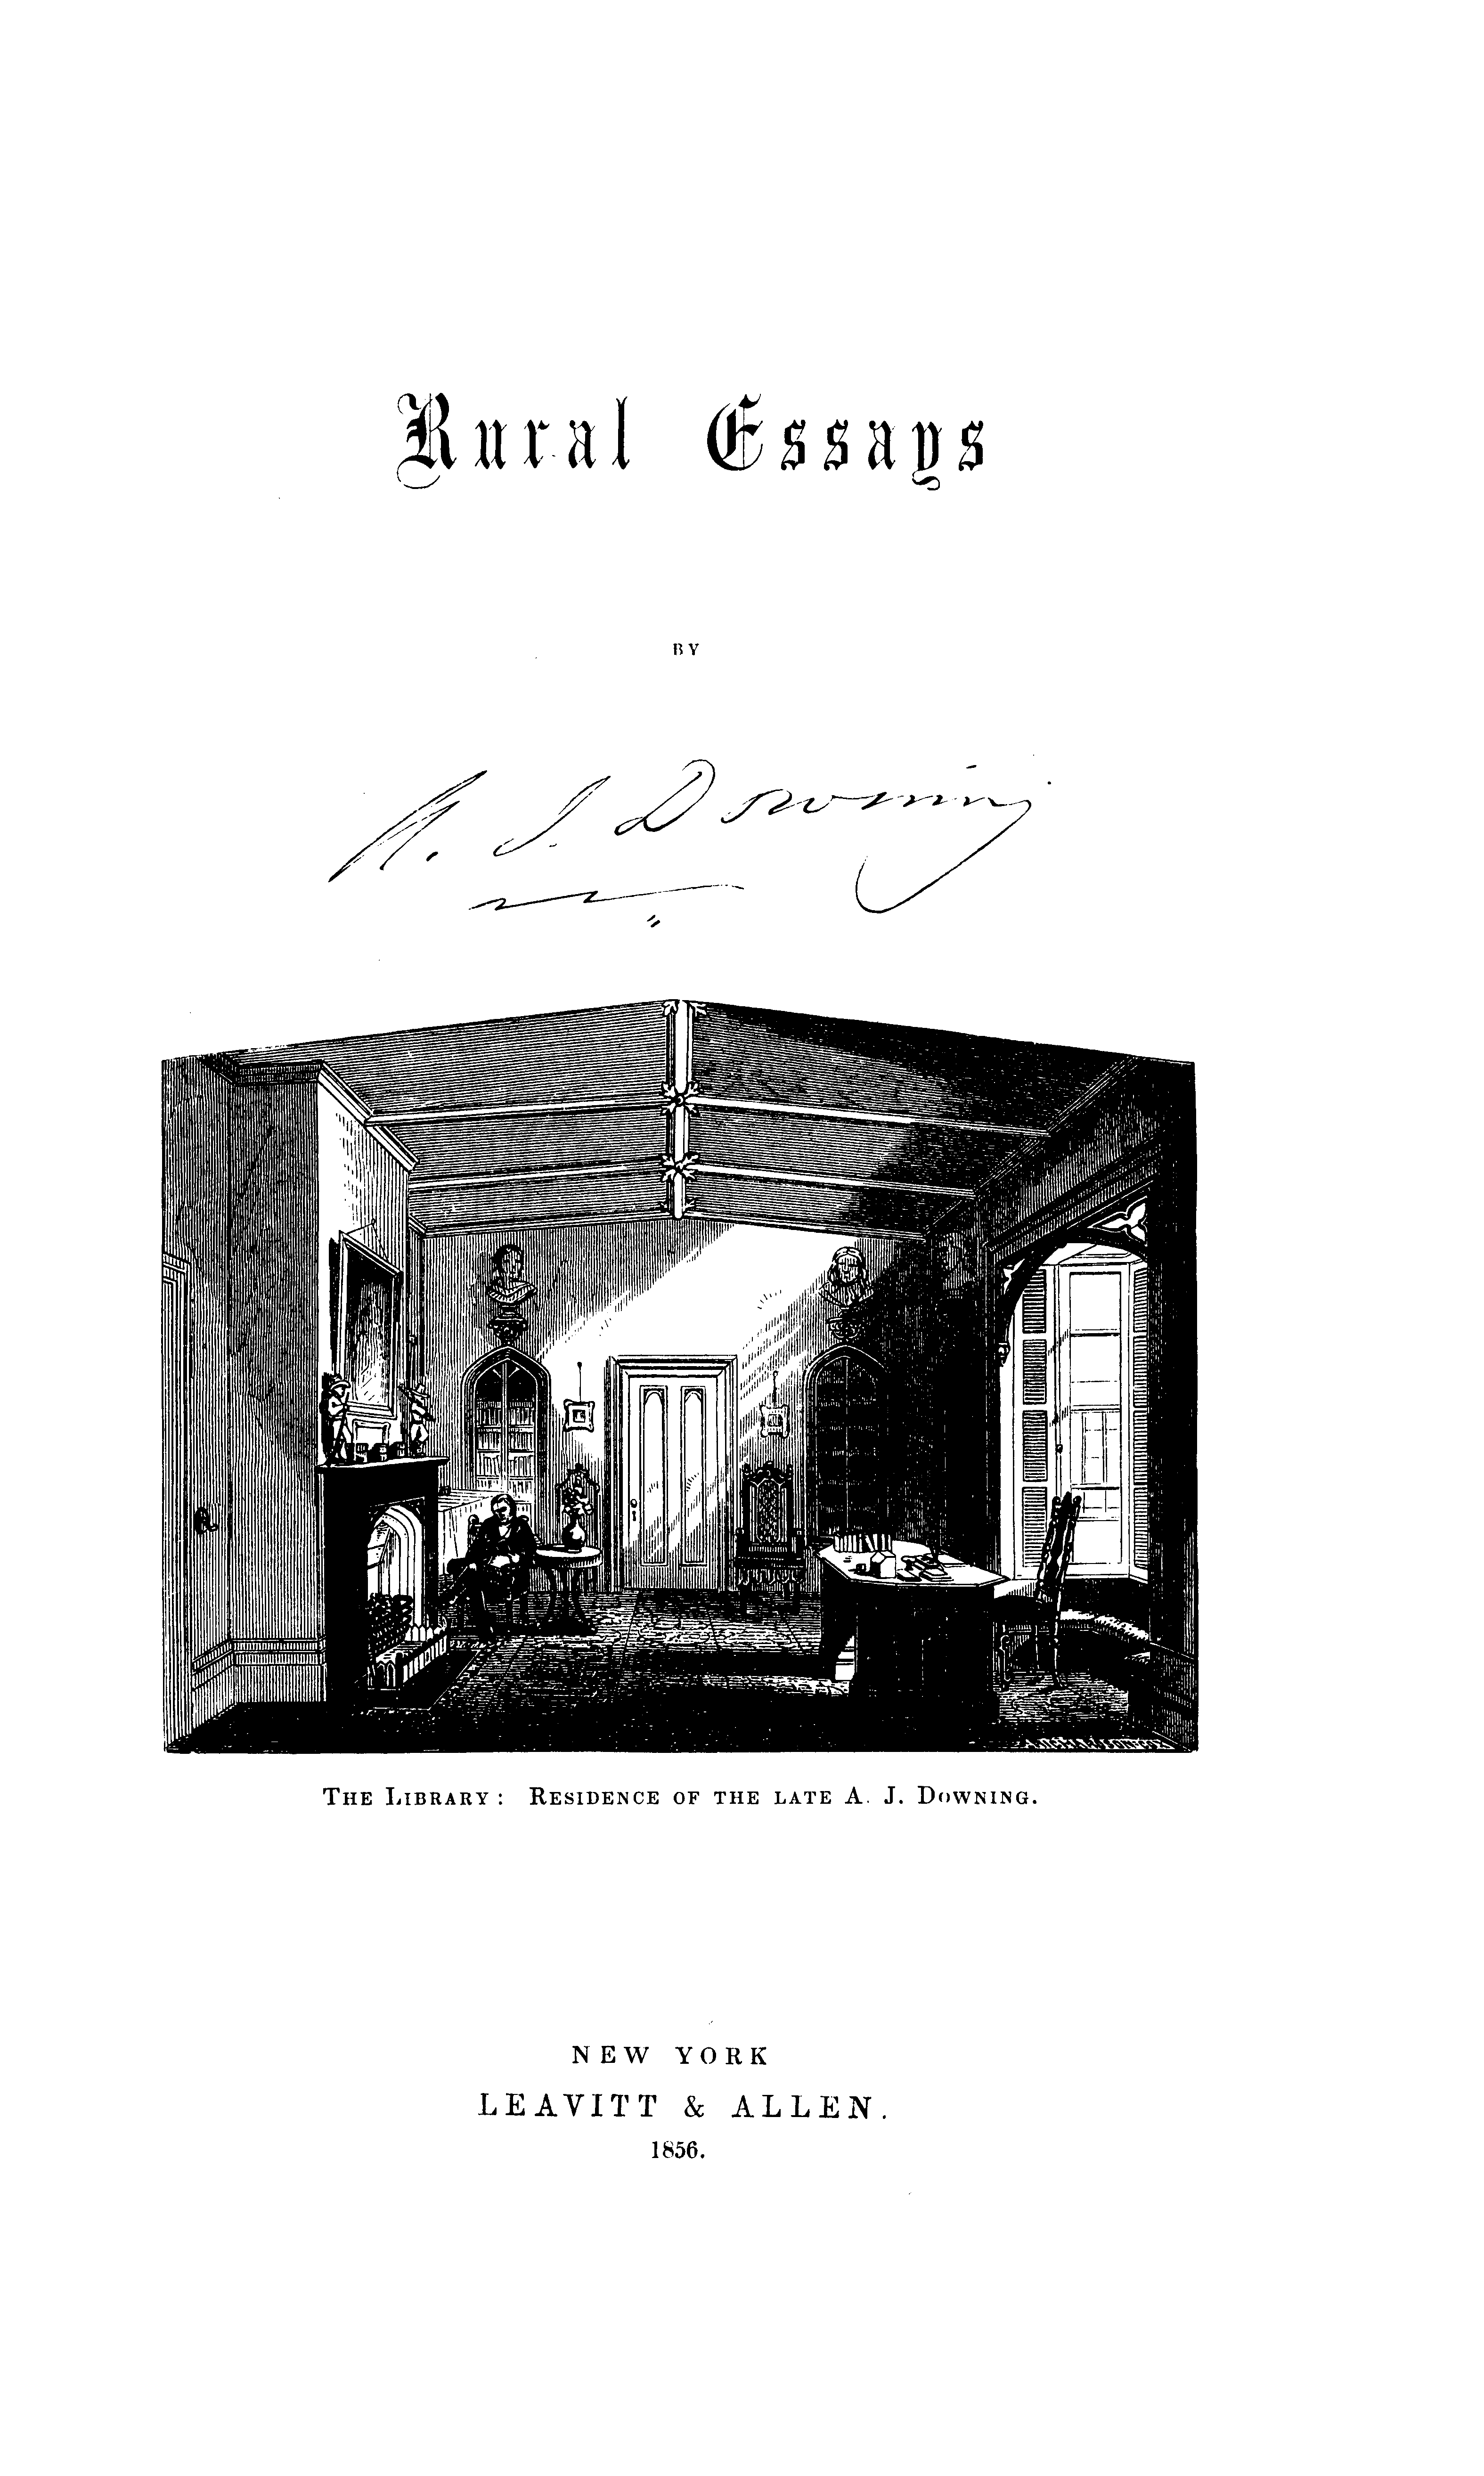 Rural Essays
BY
A. J. Downing
THE LIBRARY: RESIDENCE OF THE LATE A. J. DOWNING.
NEW YORK
LEAVITT & ALLEN.
1856.